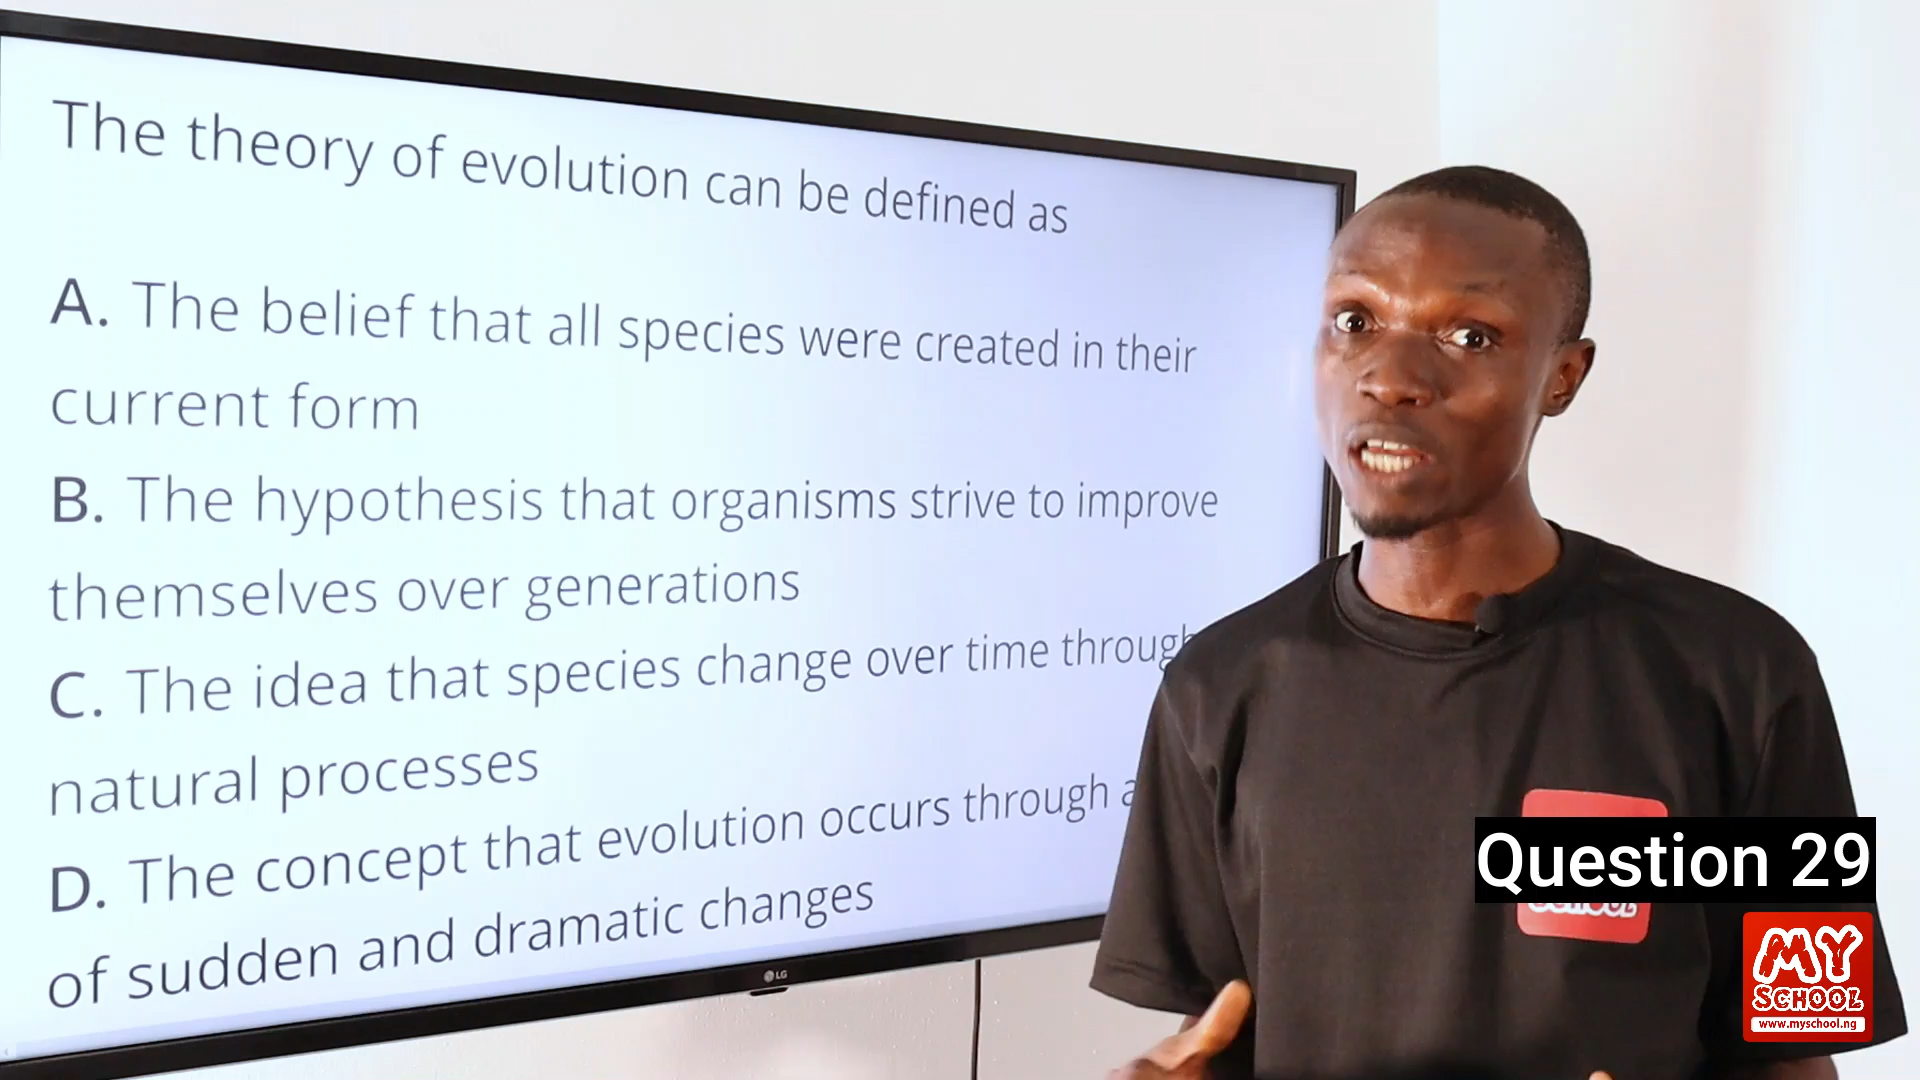 The theory of evolution can be defined as
A. The belief that all species were created in their
current form
B. The hypothesis that organisms strive to improve
themselves over generations
C. The idea that species change over time through
natural processes
D. The concept that evolution occurs through a
of sudden and dramatic changes
LG
Question 29
SCHOOL
MY
SCHOOL
www.myschool.ng